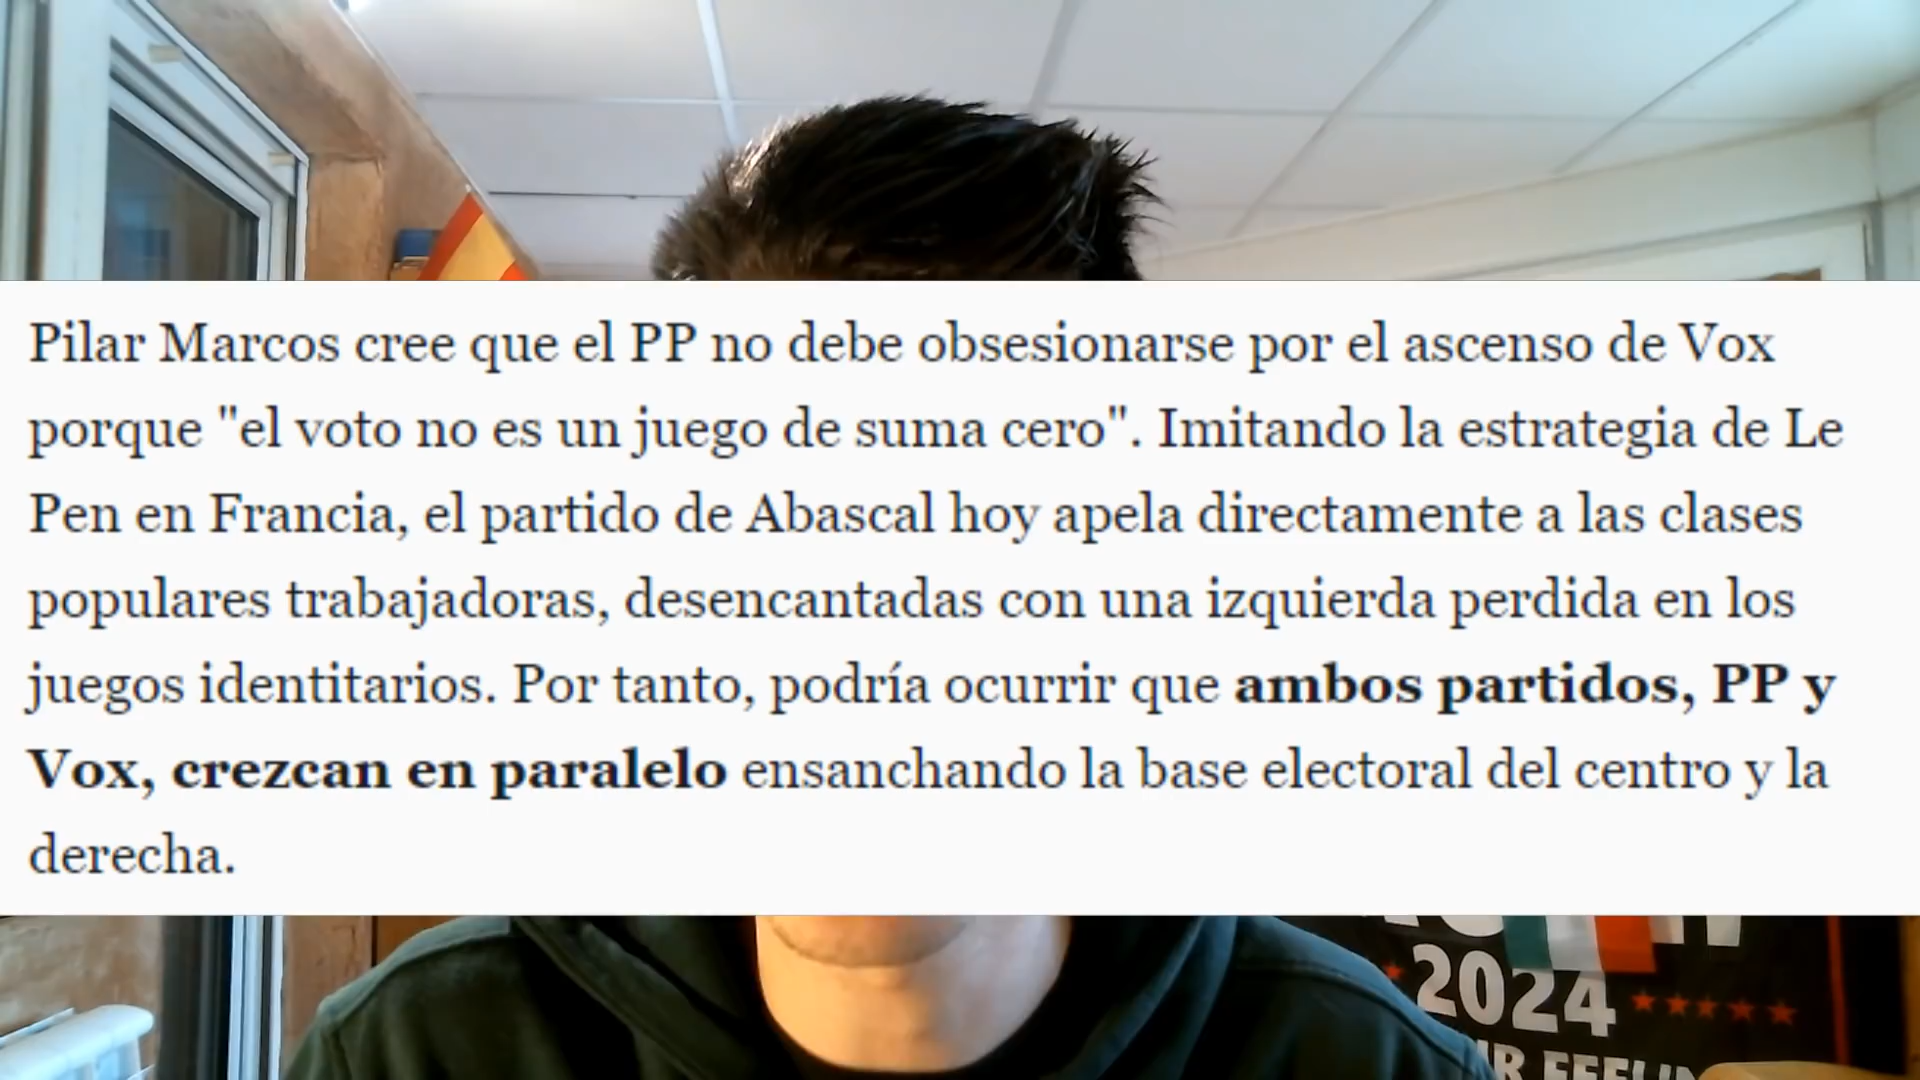 Pilar Marcos cree que el PP no debe obsesionarse por el ascenso de Vox
porque "el voto no es un juego de suma cero". Imitando la estrategia de Le
Pen en Francia, el partido de Abascal hoy apela directamente a las clases
populares trabajadoras, desencantadas con una izquierda perdida en los
juegos identitarios. Por tanto, podría ocurrir que ambos partidos, PP y
Vox, crezcan en paralelo ensanchando la base electoral del centro y la
derecha.
2024